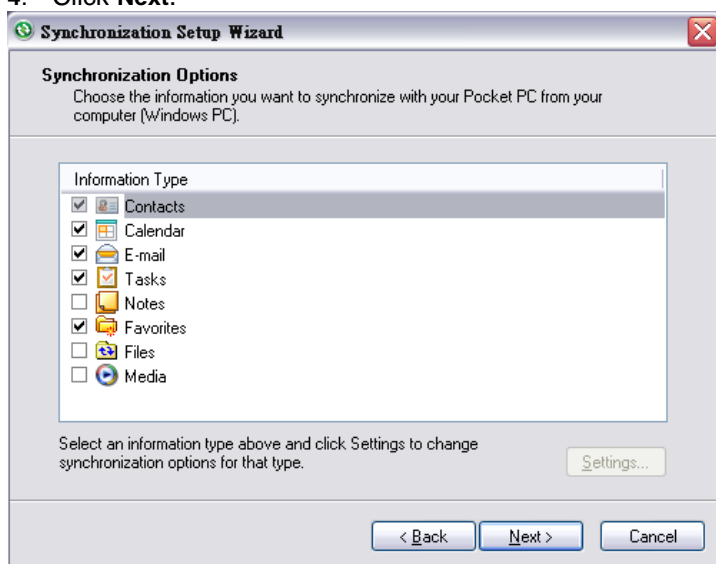 4. Click Next.
Synchronization Setup Wizard
Synchronization Options
Choose the information you want to synchronize with your Pocket PC from your
computer (Windows PC).
Information Type
Contacts
Calendar
E-mail
Tasks
Notes
Favorites
Files
Media
Select an information type above and click Settings to change
synchronization options for that type.
Settings...
< Back
Next >
Cancel